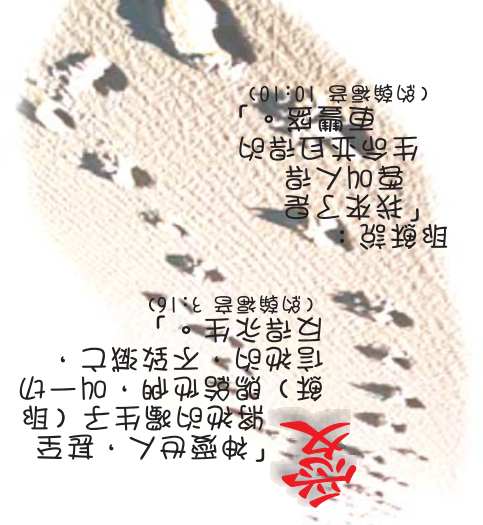 愛
「神愛世人，甚至
將祂的獨生子（耶
穌）賜給他們，叫一切
信祂的，不致滅亡，
反得永生。」
（約翰福音 3:16）
耶穌說：
「我來了是
要叫人得
生命並且得的
更豐盛。」
（約翰福音 10:10）